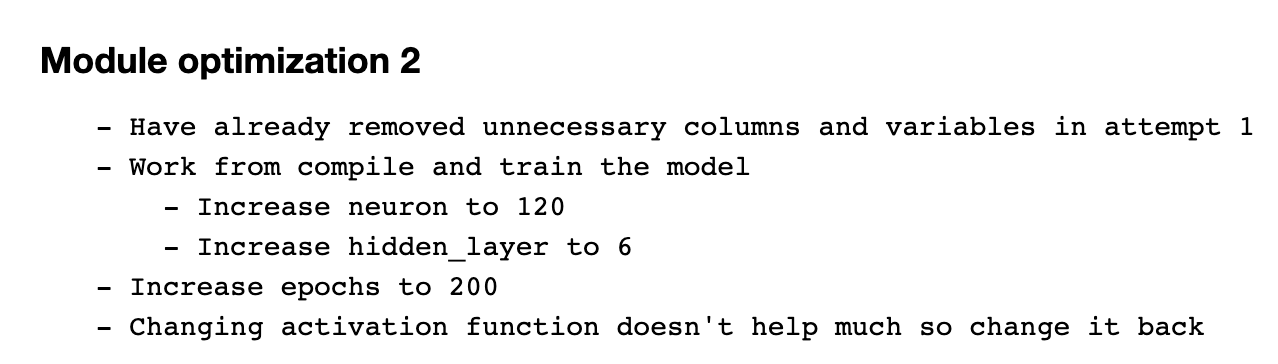 Module optimization 2
- Have already removed unnecessary columns and variables in attempt 1
- Work from compile and train the model
- Increase neuron to 120
- Increase hidden_layer to 6
- Increase epochs to 200
- Changing activation function doesn't help much so change it back